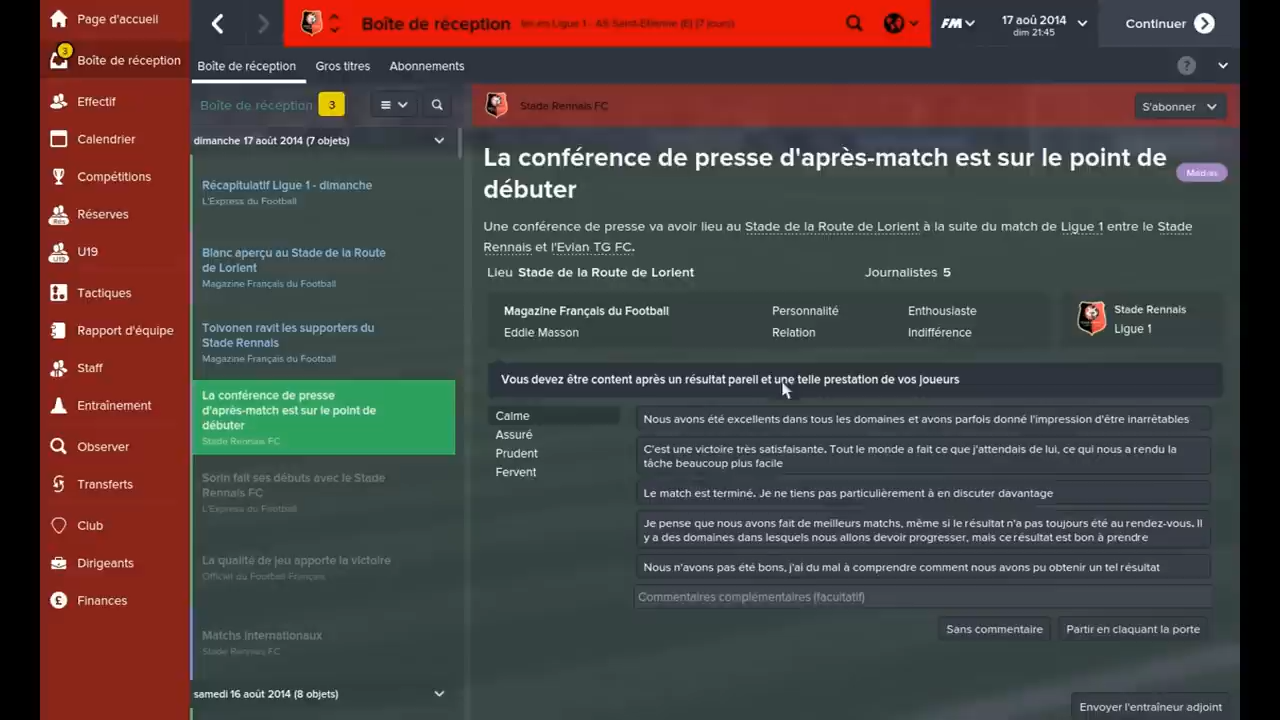 Page d'accueil
Boîte de réception
1er en Ligue 1 - AS Saint-Etienne (E) (7 jours)
FM
17 août 2014
dim 21:45
Continuer
3
Boîte de réception
Boîte de réception
Gros titres
Abonnements
?
Effectif
Calendrier
Compétitions
Réserves
U19
Tactiques
Rapport d'équipe
Staff
Entraînement
Observer
Transferts
Club
Dirigeants
Finances
Boîte de réception
3
dimanche 17 août 2014 (7 objets)
Récapitulatif Ligue 1 - dimanche
L'Express du Football
Blanc aperçu au Stade de la Route
de Lorient
Magazine Français du Football
Toivonen ravit les supporters du
Stade Rennais
Magazine Français du Football
La conférence de presse
d'après-match est sur le point de
débuter
Stade Rennais FC
Sorin fait ses débuts avec le Stade
Rennais FC
L'Express du Football
La qualité de jeu apporte la victoire
Officiel du Football Français
Matchs internationaux
Stade Rennais FC
samedi 16 août 2014 (8 objets)
Stade Rennais FC
S'abonner
La conférence de presse d'après-match est sur le point de
débuter
Médias
Une conférence de presse va avoir lieu au Stade de la Route de Lorient à la suite du match de Ligue 1 entre le Stade
Rennais et l'Evian TG FC.
Lieu Stade de la Route de Lorient
Journalistes 5
Magazine Français du Football
Personnalité
Enthousiaste
Eddie Masson
Relation
Indifférence
Stade Rennais
Ligue 1
Vous devez être content après un résultat pareil et une telle prestation de vos joueurs
Calme
Assuré
Prudent
Fervent
Nous avons été excellents dans tous les domaines et avons parfois donné l'impression d'être inarrêtables
C'est une victoire très satisfaisante. Tout le monde a fait ce que j'attendais de lui, ce qui nous a rendu la
tâche beaucoup plus facile
Le match est terminé. Je ne tiens pas particulièrement à en discuter davantage
Je pense que nous avons fait de meilleurs matchs, même si le résultat n'a pas toujours été au rendez-vous. Il
y a des domaines dans lesquels nous allons devoir progresser, mais ce résultat est bon à prendre
Nous n'avons pas été bons, j'ai du mal à comprendre comment nous avons pu obtenir un tel résultat
Commentaires complémentaires (facultatif)
Sans commentaire
Partir en claquant la porte
Envoyer l'entraîneur adjoint